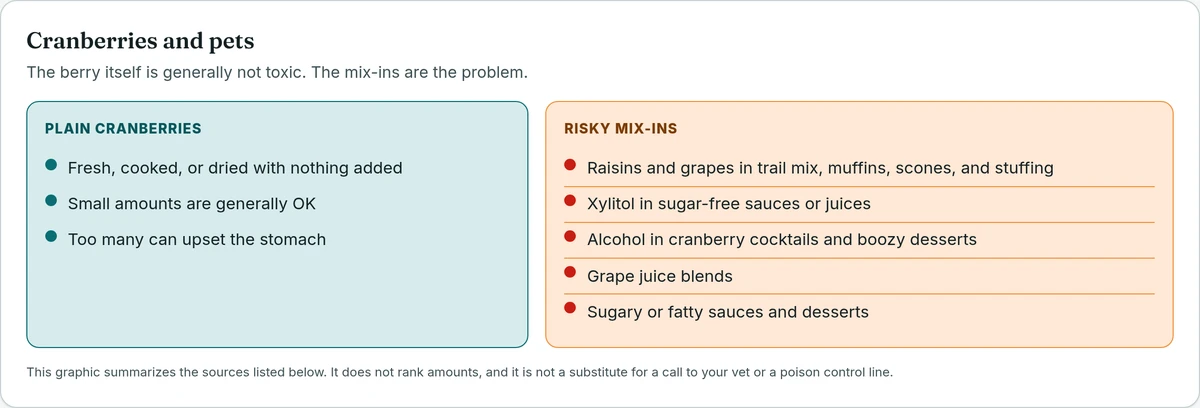 Cranberries and pets
The berry itself is generally not toxic. The mix-ins are the problem.
PLAIN CRANBERRIES
Fresh, cooked, or dried with nothing added
Small amounts are generally OK
Too many can upset the stomach
RISKY MIX-INS
Raisins and grapes in trail mix, muffins, scones, and stuffing
Xylitol in sugar-free sauces or juices
Alcohol in cranberry cocktails and boozy desserts
Grape juice blends
Sugary or fatty sauces and desserts
This graphic summarizes the sources listed below. It does not rank amounts, and it is not a substitute for a call to your vet or a poison control line.